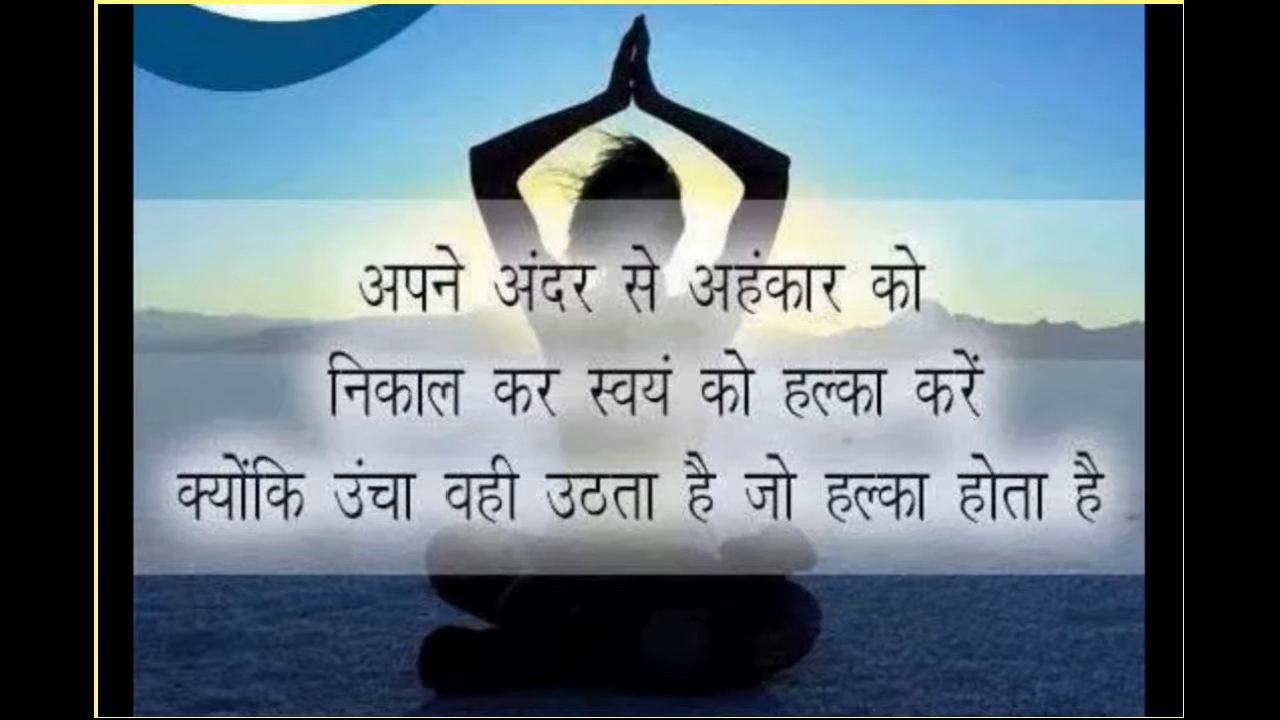 अपने अंदर से अहंकार को
निकाल कर स्वयं को हल्का करें
क्योंकि उंचा वही उठता है जो हल्का होता है